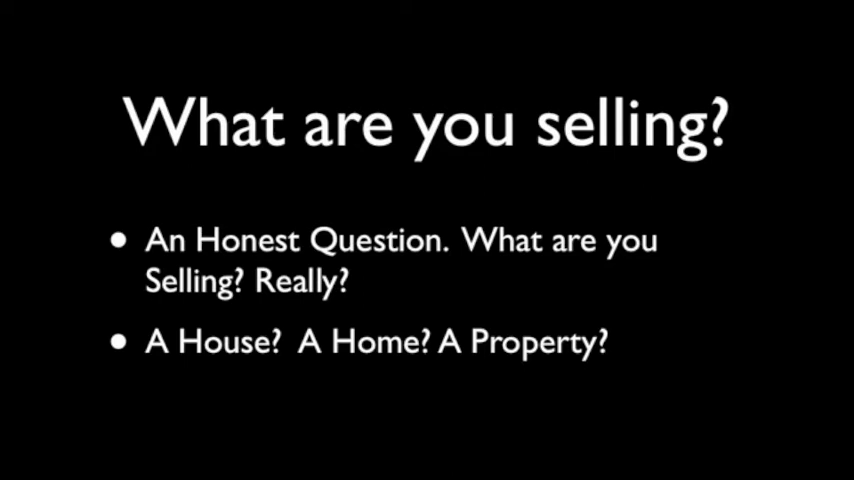 What are you selling?
• An Honest Question. What are you
Selling? Really?
• A House? A Home? A Property?